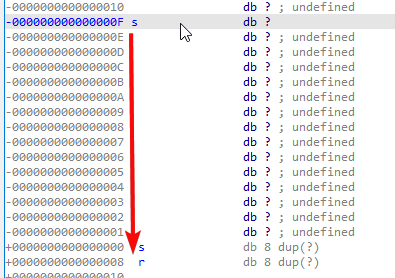 -0000000000000010 db ? ; undefined
-000000000000000F s db ?
-000000000000000E db ? ; undefined
-000000000000000D db ? ; undefined
-000000000000000C db ? ; undefined
-000000000000000B db ? ; undefined
-000000000000000A db ? ; undefined
-0000000000000009 db ? ; undefined
-0000000000000008 db ? ; undefined
-0000000000000007 db ? ; undefined
-0000000000000006 db ? ; undefined
-0000000000000005 db ? ; undefined
-0000000000000004 db ? ; undefined
-0000000000000003 db ? ; undefined
-0000000000000002 db ? ; undefined
-0000000000000001 db ? ; undefined
+0000000000000000 s db 8 dup(?)
+0000000000000008 r db 8 dup(?)
+0000000000000010